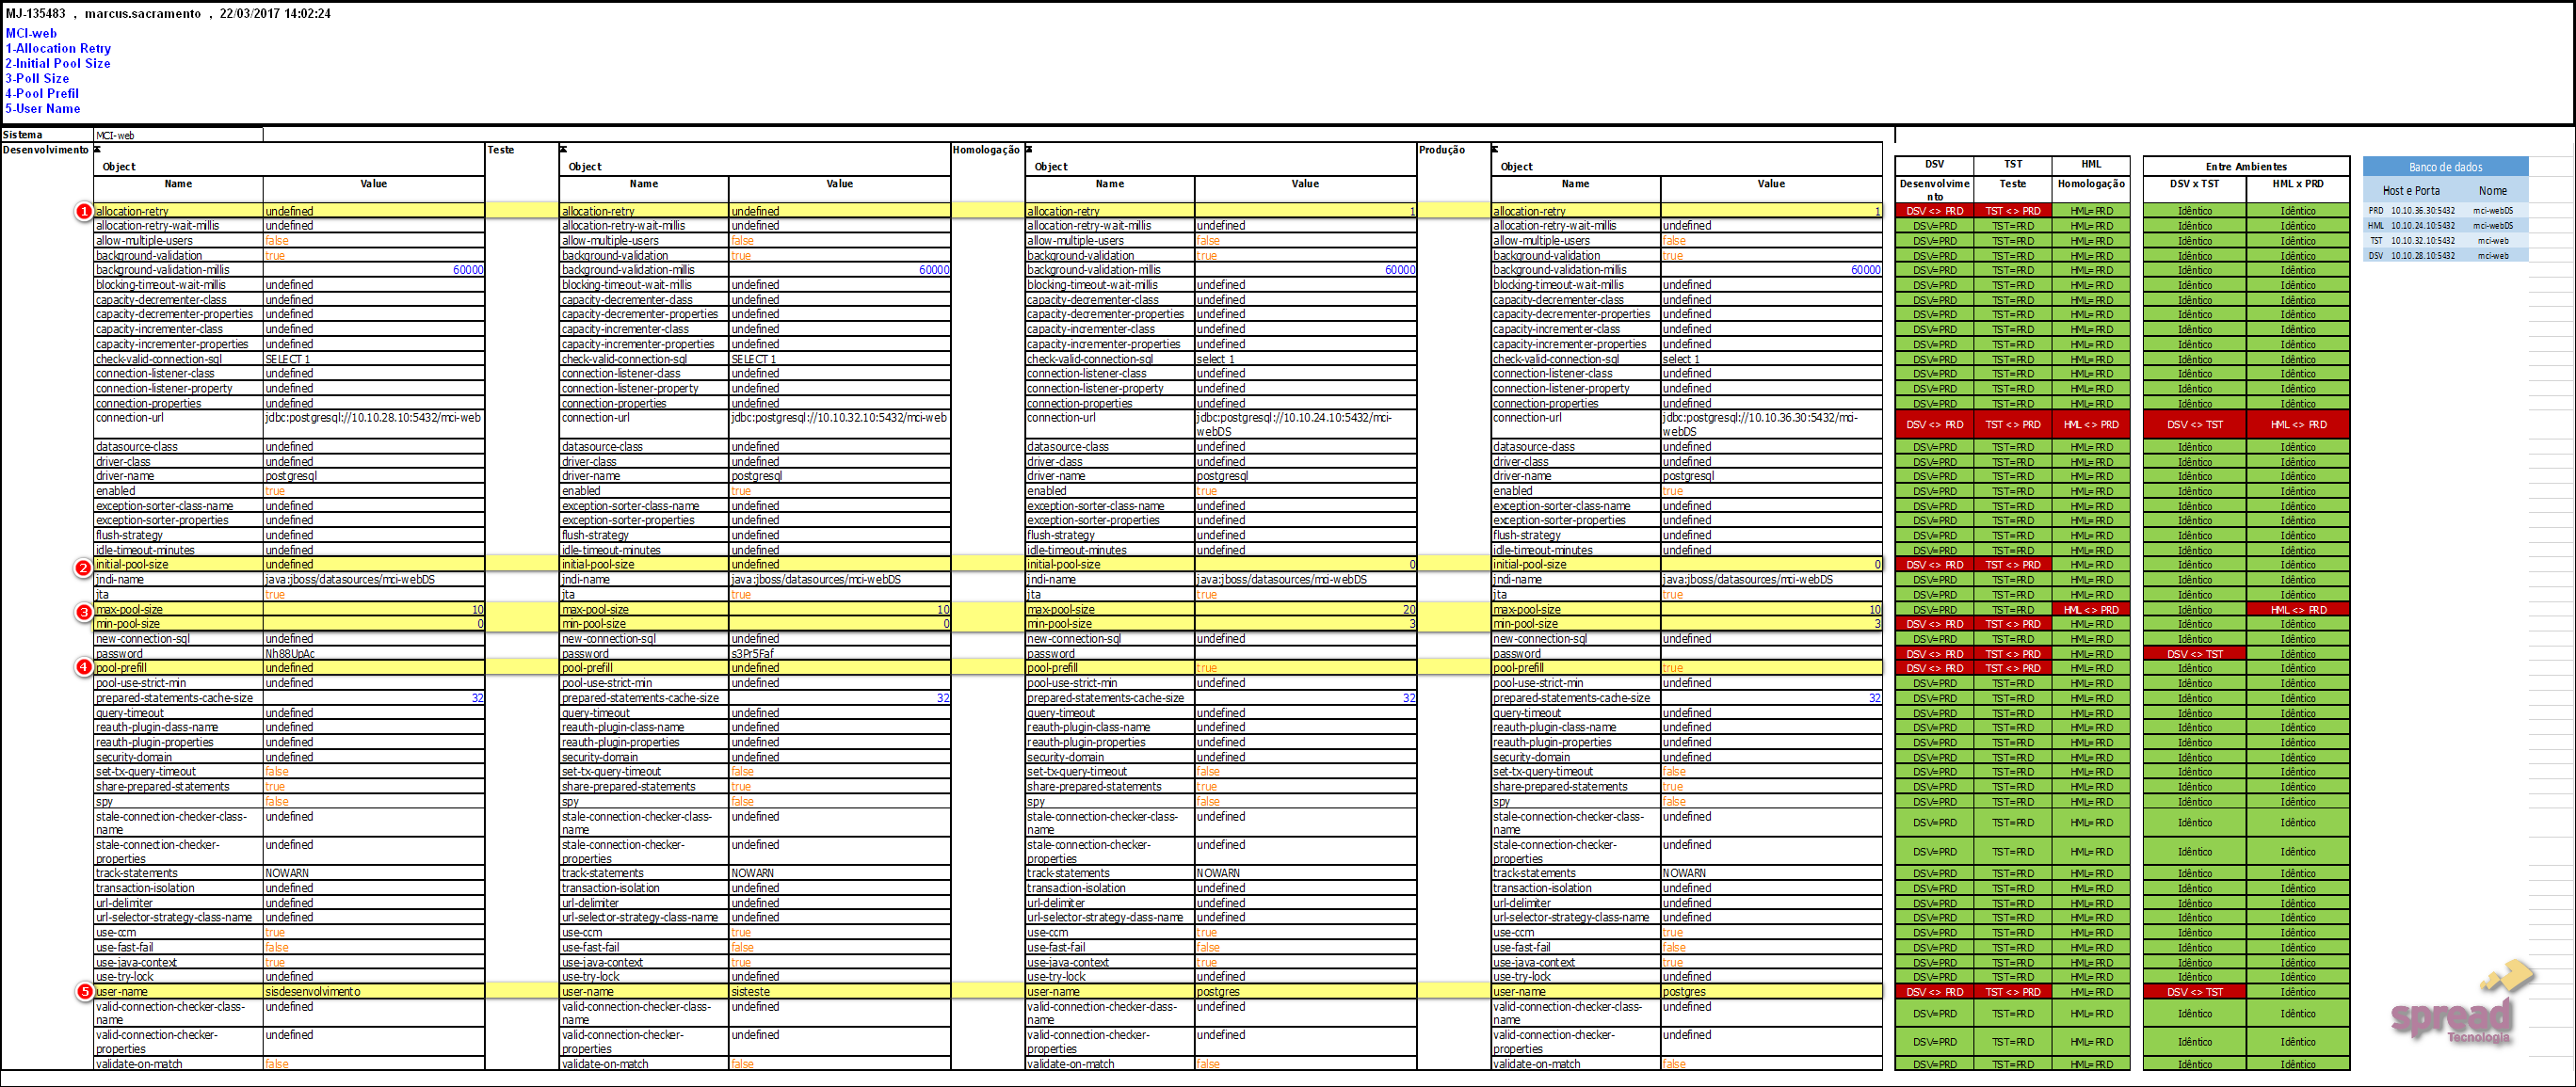 MJ-135483 , marcus.sacramento , 22/03/2017 14:02:24
MCI-web
1-Allocation Retry
2-Initial Pool Size
3-Poll Size
4-Pool Prefil
5-User Name
Sistema MCI-web
Desenvolvimento Teste Homologação Produção
Object Object Object Object DSV TST HML Entre Ambientes Banco de dados
Name Value Name Value Name Value Name Value Desenvolvimento Teste Homologação DSV x TST HML x PRD Host e Porta Nome
1 allocation-retry undefined allocation-retry undefined allocation-retry 1 allocation-retry 1 DSV <> PRD TST <> PRD HML=PRD Idêntico Idêntico PRD 10.10.36.30:5432 mci-webDS
allocation-retry-wait-millis undefined allocation-retry-wait-millis undefined allocation-retry-wait-millis undefined allocation-retry-wait-millis undefined DSV=PRD TST=PRD HML=PRD Idêntico Idêntico HML 10.10.24.10:5432 mci-webDS
allow-multiple-users false allow-multiple-users false allow-multiple-users false allow-multiple-users false DSV=PRD TST=PRD HML=PRD Idêntico Idêntico TST 10.10.32.10:5432 mci-web
background-validation true background-validation true background-validation true background-validation true DSV=PRD TST=PRD HML=PRD Idêntico Idêntico DSV 10.10.28.10:5432 mci-web
background-validation-millis 60000 background-validation-millis 60000 background-validation-millis 60000 background-validation-millis 60000 DSV=PRD TST=PRD HML=PRD Idêntico Idêntico
blocking-timeout-wait-millis undefined blocking-timeout-wait-millis undefined blocking-timeout-wait-millis undefined blocking-timeout-wait-millis undefined DSV=PRD TST=PRD HML=PRD Idêntico Idêntico
capacity-decrementer-class undefined capacity-decrementer-class undefined capacity-decrementer-class undefined capacity-decrementer-class undefined DSV=PRD TST=PRD HML=PRD Idêntico Idêntico
capacity-decrementer-properties undefined capacity-decrementer-properties undefined capacity-decrementer-properties undefined capacity-decrementer-properties undefined DSV=PRD TST=PRD HML=PRD Idêntico Idêntico
capacity-incrementer-class undefined capacity-incrementer-class undefined capacity-incrementer-class undefined capacity-incrementer-class undefined DSV=PRD TST=PRD HML=PRD Idêntico Idêntico
capacity-incrementer-properties undefined capacity-incrementer-properties undefined capacity-incrementer-properties undefined capacity-incrementer-properties undefined DSV=PRD TST=PRD HML=PRD Idêntico Idêntico
check-valid-connection-sql SELECT 1 check-valid-connection-sql SELECT 1 check-valid-connection-sql select 1 check-valid-connection-sql select 1 DSV=PRD TST=PRD HML=PRD Idêntico Idêntico
connection-listener-class undefined connection-listener-class undefined connection-listener-class undefined connection-listener-class undefined DSV=PRD TST=PRD HML=PRD Idêntico Idêntico
connection-listener-property undefined connection-listener-property undefined connection-listener-property undefined connection-listener-property undefined DSV=PRD TST=PRD HML=PRD Idêntico Idêntico
connection-properties undefined connection-properties undefined connection-properties undefined connection-properties undefined DSV=PRD TST=PRD HML=PRD Idêntico Idêntico
connection-url jdbc:postgresql://10.10.28.10:5432/mci-web connection-url jdbc:postgresql://10.10.32.10:5432/mci-web connection-url jdbc:postgresql://10.10.24.10:5432/mci-webDS connection-url jdbc:postgresql://10.10.36.30:5432/mci-webDS DSV <> PRD TST <> PRD HML <> PRD DSV <> TST HML <> PRD
datasource-class undefined datasource-class undefined datasource-class undefined datasource-class undefined DSV=PRD TST=PRD HML=PRD Idêntico Idêntico
driver-class undefined driver-class undefined driver-class undefined driver-class undefined DSV=PRD TST=PRD HML=PRD Idêntico Idêntico
driver-name postgresql driver-name postgresql driver-name postgresql driver-name postgresql DSV=PRD TST=PRD HML=PRD Idêntico Idêntico
enabled true enabled true enabled true enabled true DSV=PRD TST=PRD HML=PRD Idêntico Idêntico
exception-sorter-class-name undefined exception-sorter-class-name undefined exception-sorter-class-name undefined exception-sorter-class-name undefined DSV=PRD TST=PRD HML=PRD Idêntico Idêntico
exception-sorter-properties undefined exception-sorter-properties undefined exception-sorter-properties undefined exception-sorter-properties undefined DSV=PRD TST=PRD HML=PRD Idêntico Idêntico
flush-strategy undefined flush-strategy undefined flush-strategy undefined flush-strategy undefined DSV=PRD TST=PRD HML=PRD Idêntico Idêntico
idle-timeout-minutes undefined idle-timeout-minutes undefined idle-timeout-minutes undefined idle-timeout-minutes undefined DSV=PRD TST=PRD HML=PRD Idêntico Idêntico
2 initial-pool-size undefined initial-pool-size undefined initial-pool-size 0 initial-pool-size 0 DSV <> PRD TST <> PRD HML=PRD Idêntico Idêntico
jndi-name java:jboss/datasources/mci-webDS jndi-name java:jboss/datasources/mci-webDS jndi-name java:jboss/datasources/mci-webDS jndi-name java:jboss/datasources/mci-webDS DSV=PRD TST=PRD HML=PRD Idêntico Idêntico
jta true jta true jta true jta true DSV=PRD TST=PRD HML=PRD Idêntico Idêntico
3 max-pool-size 10 max-pool-size 10 max-pool-size 20 max-pool-size 10 DSV=PRD TST=PRD HML <> PRD Idêntico HML <> PRD
min-pool-size 0 min-pool-size 0 min-pool-size 3 min-pool-size 3 DSV <> PRD TST <> PRD HML=PRD Idêntico Idêntico
new-connection-sql undefined new-connection-sql undefined new-connection-sql undefined new-connection-sql undefined DSV=PRD TST=PRD HML=PRD Idêntico Idêntico
password Nh88UpAc password s3Pr5Faf password password DSV <> PRD TST <> PRD HML=PRD DSV <> TST Idêntico
4 pool-prefill undefined pool-prefill undefined pool-prefill true pool-prefill true DSV <> PRD TST <> PRD HML=PRD Idêntico Idêntico
pool-use-strict-min undefined pool-use-strict-min undefined pool-use-strict-min undefined pool-use-strict-min undefined DSV=PRD TST=PRD HML=PRD Idêntico Idêntico
prepared-statements-cache-size 32 prepared-statements-cache-size 32 prepared-statements-cache-size 32 prepared-statements-cache-size 32 DSV=PRD TST=PRD HML=PRD Idêntico Idêntico
query-timeout undefined query-timeout undefined query-timeout undefined query-timeout undefined DSV=PRD TST=PRD HML=PRD Idêntico Idêntico
reauth-plugin-class-name undefined reauth-plugin-class-name undefined reauth-plugin-class-name undefined reauth-plugin-class-name undefined DSV=PRD TST=PRD HML=PRD Idêntico Idêntico
reauth-plugin-properties undefined reauth-plugin-properties undefined reauth-plugin-properties undefined reauth-plugin-properties undefined DSV=PRD TST=PRD HML=PRD Idêntico Idêntico
security-domain undefined security-domain undefined security-domain undefined security-domain undefined DSV=PRD TST=PRD HML=PRD Idêntico Idêntico
set-tx-query-timeout false set-tx-query-timeout false set-tx-query-timeout false set-tx-query-timeout false DSV=PRD TST=PRD HML=PRD Idêntico Idêntico
share-prepared-statements true share-prepared-statements true share-prepared-statements true share-prepared-statements true DSV=PRD TST=PRD HML=PRD Idêntico Idêntico
spy false spy false spy false spy false DSV=PRD TST=PRD HML=PRD Idêntico Idêntico
stale-connection-checker-class-name undefined stale-connection-checker-class-name undefined stale-connection-checker-class-name undefined stale-connection-checker-class-name undefined DSV=PRD TST=PRD HML=PRD Idêntico Idêntico
stale-connection-checker-properties undefined stale-connection-checker-properties undefined stale-connection-checker-properties undefined stale-connection-checker-properties undefined DSV=PRD TST=PRD HML=PRD Idêntico Idêntico
track-statements NOWARN track-statements NOWARN track-statements NOWARN track-statements NOWARN DSV=PRD TST=PRD HML=PRD Idêntico Idêntico
transaction-isolation undefined transaction-isolation undefined transaction-isolation undefined transaction-isolation undefined DSV=PRD TST=PRD HML=PRD Idêntico Idêntico
url-delimiter undefined url-delimiter undefined url-delimiter undefined url-delimiter undefined DSV=PRD TST=PRD HML=PRD Idêntico Idêntico
url-selector-strategy-class-name undefined url-selector-strategy-class-name undefined url-selector-strategy-class-name undefined url-selector-strategy-class-name undefined DSV=PRD TST=PRD HML=PRD Idêntico Idêntico
use-ccm true use-ccm true use-ccm true use-ccm true DSV=PRD TST=PRD HML=PRD Idêntico Idêntico
use-fast-fail false use-fast-fail false use-fast-fail false use-fast-fail false DSV=PRD TST=PRD HML=PRD Idêntico Idêntico
use-java-context true use-java-context true use-java-context true use-java-context true DSV=PRD TST=PRD HML=PRD Idêntico Idêntico
use-try-lock undefined use-try-lock undefined use-try-lock undefined use-try-lock undefined DSV=PRD TST=PRD HML=PRD Idêntico Idêntico
5 user-name sisdesenvolvimento user-name sisteste user-name postgres user-name postgres DSV <> PRD TST <> PRD HML=PRD DSV <> TST Idêntico
valid-connection-checker-class-name undefined valid-connection-checker-class-name undefined valid-connection-checker-class-name undefined valid-connection-checker-class-name undefined DSV=PRD TST=PRD HML=PRD Idêntico Idêntico
valid-connection-checker-properties undefined valid-connection-checker-properties undefined valid-connection-checker-properties undefined valid-connection-checker-properties undefined DSV=PRD TST=PRD HML=PRD Idêntico Idêntico
validate-on-match false validate-on-match false validate-on-match false validate-on-match false DSV=PRD TST=PRD HML=PRD Idêntico Idêntico
spread
Tecnologia